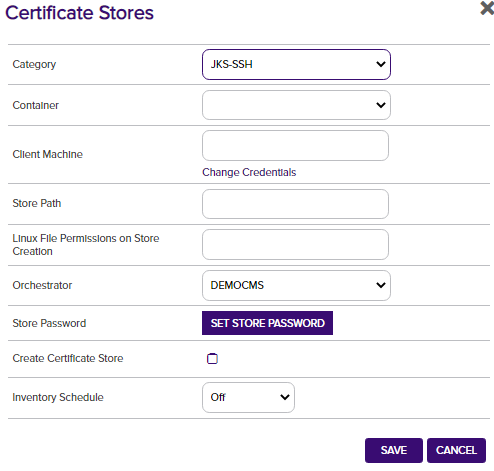 Certificate Stores
Category
JKS-SSH
Container
Client Machine
Change Credentials
Store Path
Linux File Permissions on Store
Creation
Orchestrator
DEMOCMS
Store Password
SET STORE PASSWORD
Create Certificate Store
Inventory Schedule
Off
SAVE
CANCEL